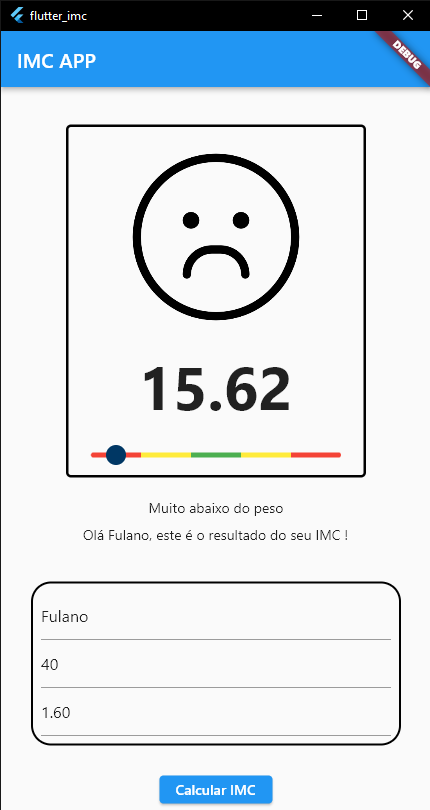 flutter_imc
IMC APP
DEBUG
15.62
Muito abaixo do peso
Olá Fulano, este é o resultado do seu IMC !
Fulano
40
1.60
Calcular IMC